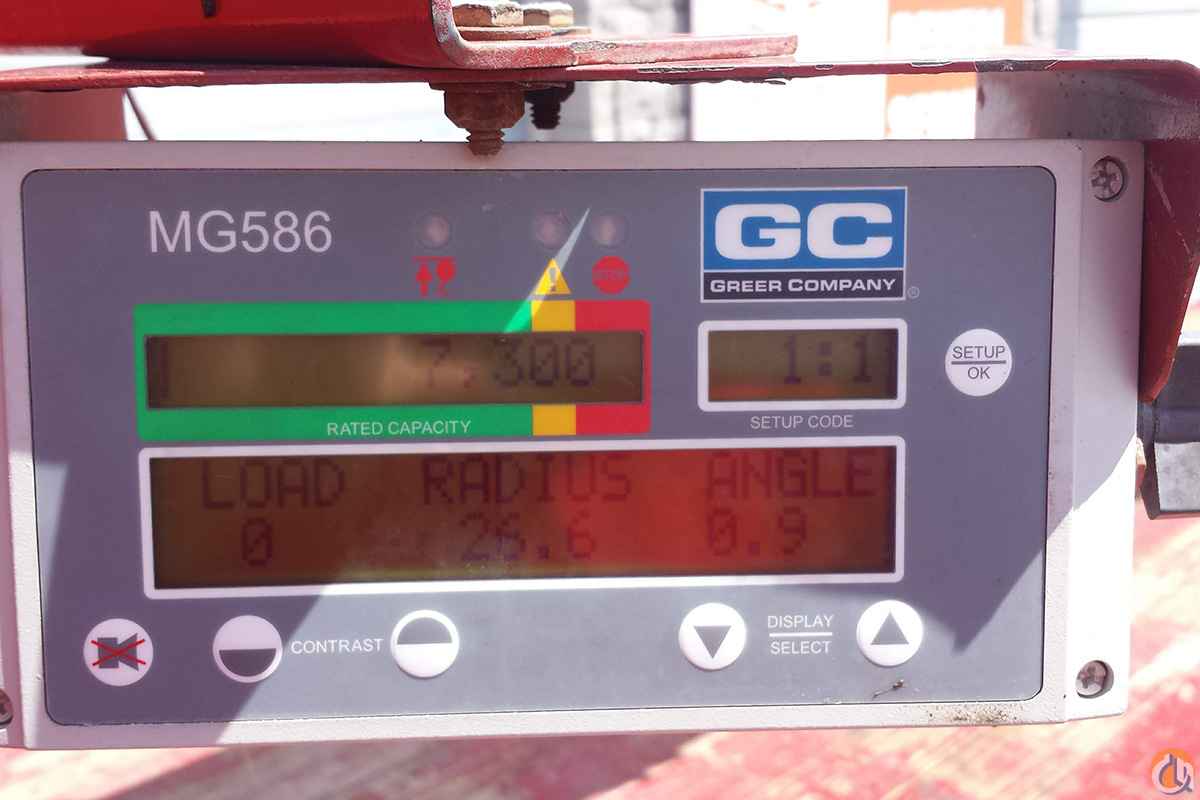 MG586
GC
GREER COMPANY®
STOP
7,300
1:1
SETUP
OK
RATED CAPACITY
SETUP CODE
LOAD RADIUS ANGLE
0 26.6 0.9
CONTRAST
DISPLAY
SELECT